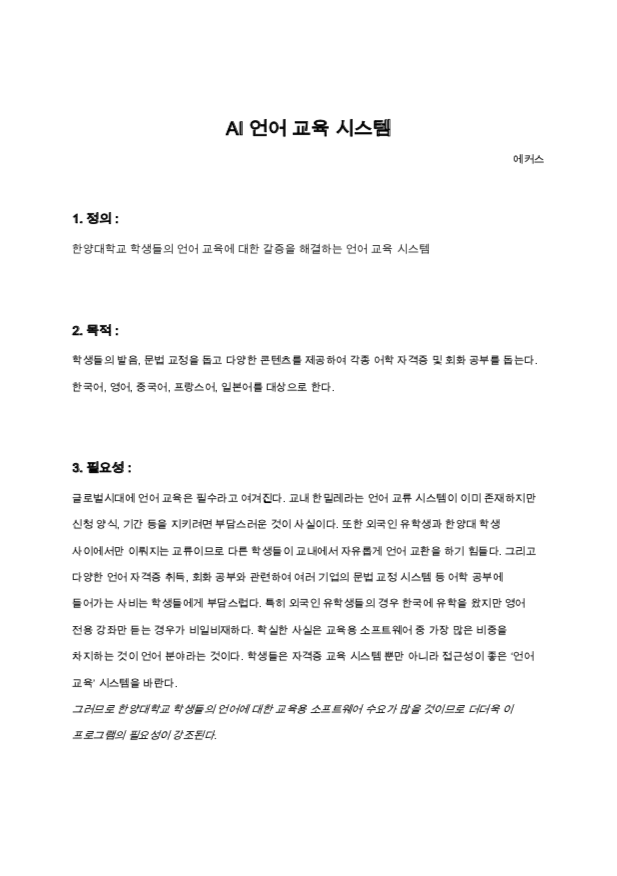 AI 언어 교육 시스템
에커스
1. 정의 :
한양대학교 학생들의 언어 교육에 대한 갈증을 해결하는 언어 교육 시스템
2. 목적 :
학생들의 발음, 문법 교정을 돕고 다양한 콘텐츠를 제공하여 각종 어학 자격증 및 회화 공부를 돕는다.
한국어, 영어, 중국어, 프랑스어, 일본어를 대상으로 한다.
3. 필요성 :
글로벌시대에 언어 교육은 필수라고 여겨진다. 교내 한밀레라는 언어 교류 시스템이 이미 존재하지만
신청 양식, 기간 등을 지키려면 부담스러운 것이 사실이다. 또한 외국인 유학생과 한양대 학생
사이에서만 이뤄지는 교류이므로 다른 학생들이 교내에서 자유롭게 언어 교환을 하기 힘들다. 그리고
다양한 언어 자격증 취득, 회화 공부와 관련하여 여러 기업의 문법 교정 시스템 등 어학 공부에
들어가는 사비는 학생들에게 부담스럽다. 특히 외국인 유학생들의 경우 한국에 유학을 왔지만 영어
전용 강좌만 듣는 경우가 비일비재하다. 확실한 사실은 교육용 소프트웨어 중 가장 많은 비중을
차지하는 것이 언어 분야라는 것이다. 학생들은 자격증 교육 시스템 뿐만 아니라 접근성이 좋은 ‘언어
교육’ 시스템을 바란다.
그러므로 한양대학교 학생들의 언어에 대한 교육용 소프트웨어 수요가 많을 것이므로 더더욱 이
프로그램의 필요성이 강조된다.